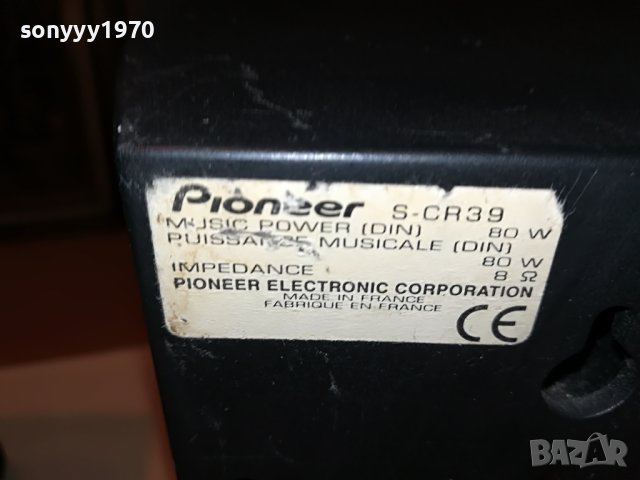 sonyyy1970
Pioneer S-CR39
MUSIC POWER (DIN) 80 W
PUISSANCE MUSICALE (DIN)
80 W
IMPEDANCE 8 Ω
PIONEER ELECTRONIC CORPORATION
MADE IN FRANCE
FABRIQUE EN FRANCE
CE
BAZAR